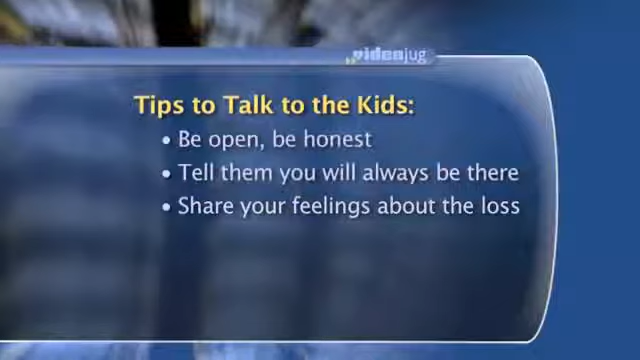 videojug
Tips to Talk to the Kids:
• Be open, be honest
• Tell them you will always be there
• Share your feelings about the loss